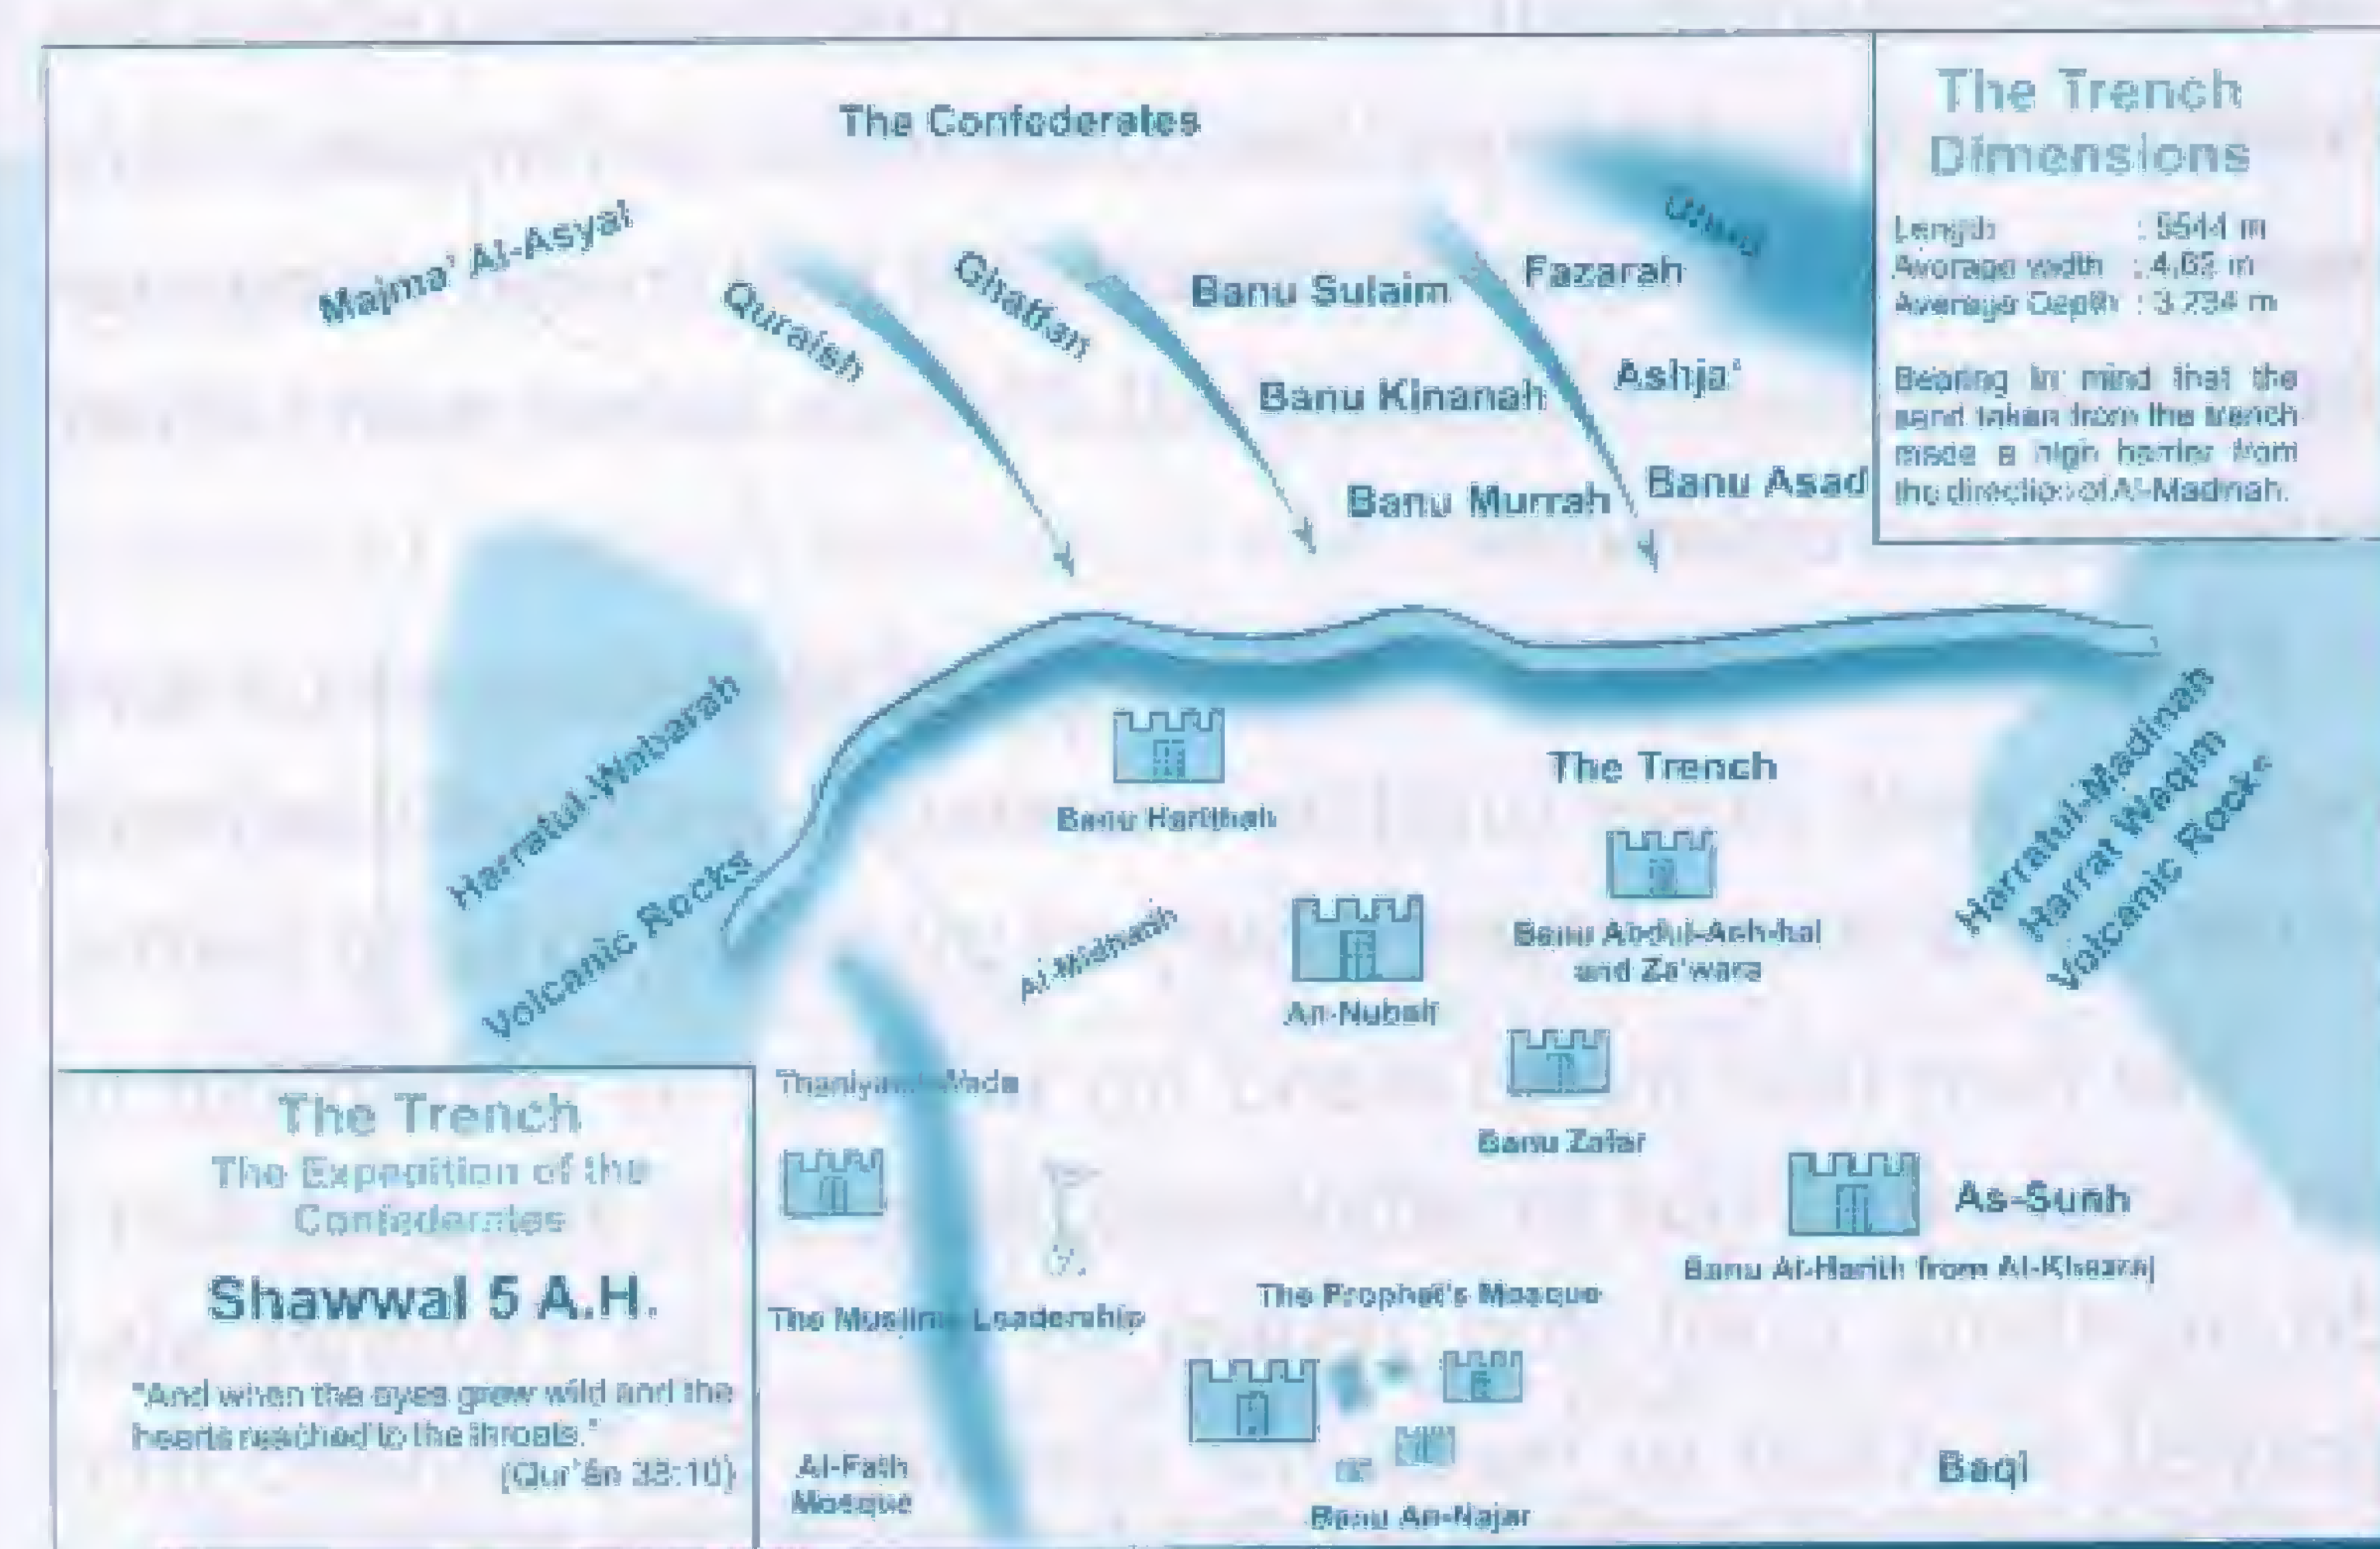 The Confederates
The Trench
Dimensions
Length : 5544 m
Average width : 4.62 m
Average Depth : 3.234 m
Bearing in mind that the
sand taken from the trench
made a high barrier from
the direction of Al-Madinah.
Majma' Al-Asyal
Quraish
Ghatfan
Banu Sulaim
Fazarah
Uhud
Banu Kinanah
Ashja'
Banu Murrah
Banu Asad
Harratul-Wabarah
Volcanic Rocks
Banu Harithah
The Trench
Harratul-Madinah
Harrat Waqim
Volcanic Rocks
Banu Abdul-Ash-hal
and Za'wara
Al-Midhadh
An-Nubait
Banu Zafar
As-Sunh
Banu Al-Harith from Al-Khazraj
The Muslims Leadership
The Prophet's Mosque
Al-Fath
Mosque
Banu An-Najar
Baqi
The Trench
The Expedition of the
Confederates
Shawwal 5 A.H.
"And when the eyes grew wild and the
hearts reached to the throats."
(Qur'ân 33:10)